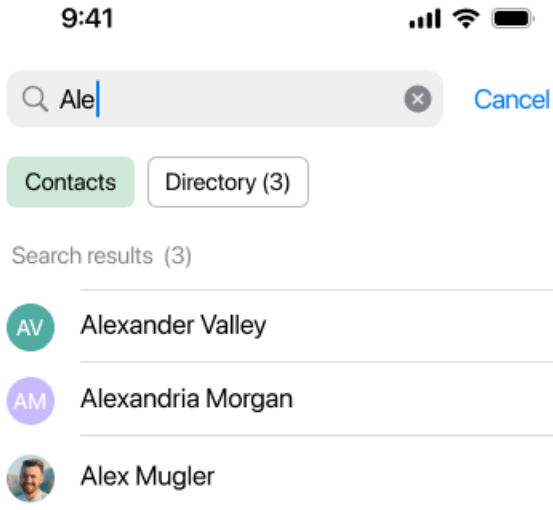 9:41
Ale
Cancel
Contacts
Directory (3)
Search results (3)
AV
Alexander Valley
AM
Alexandria Morgan
Alex Mugler